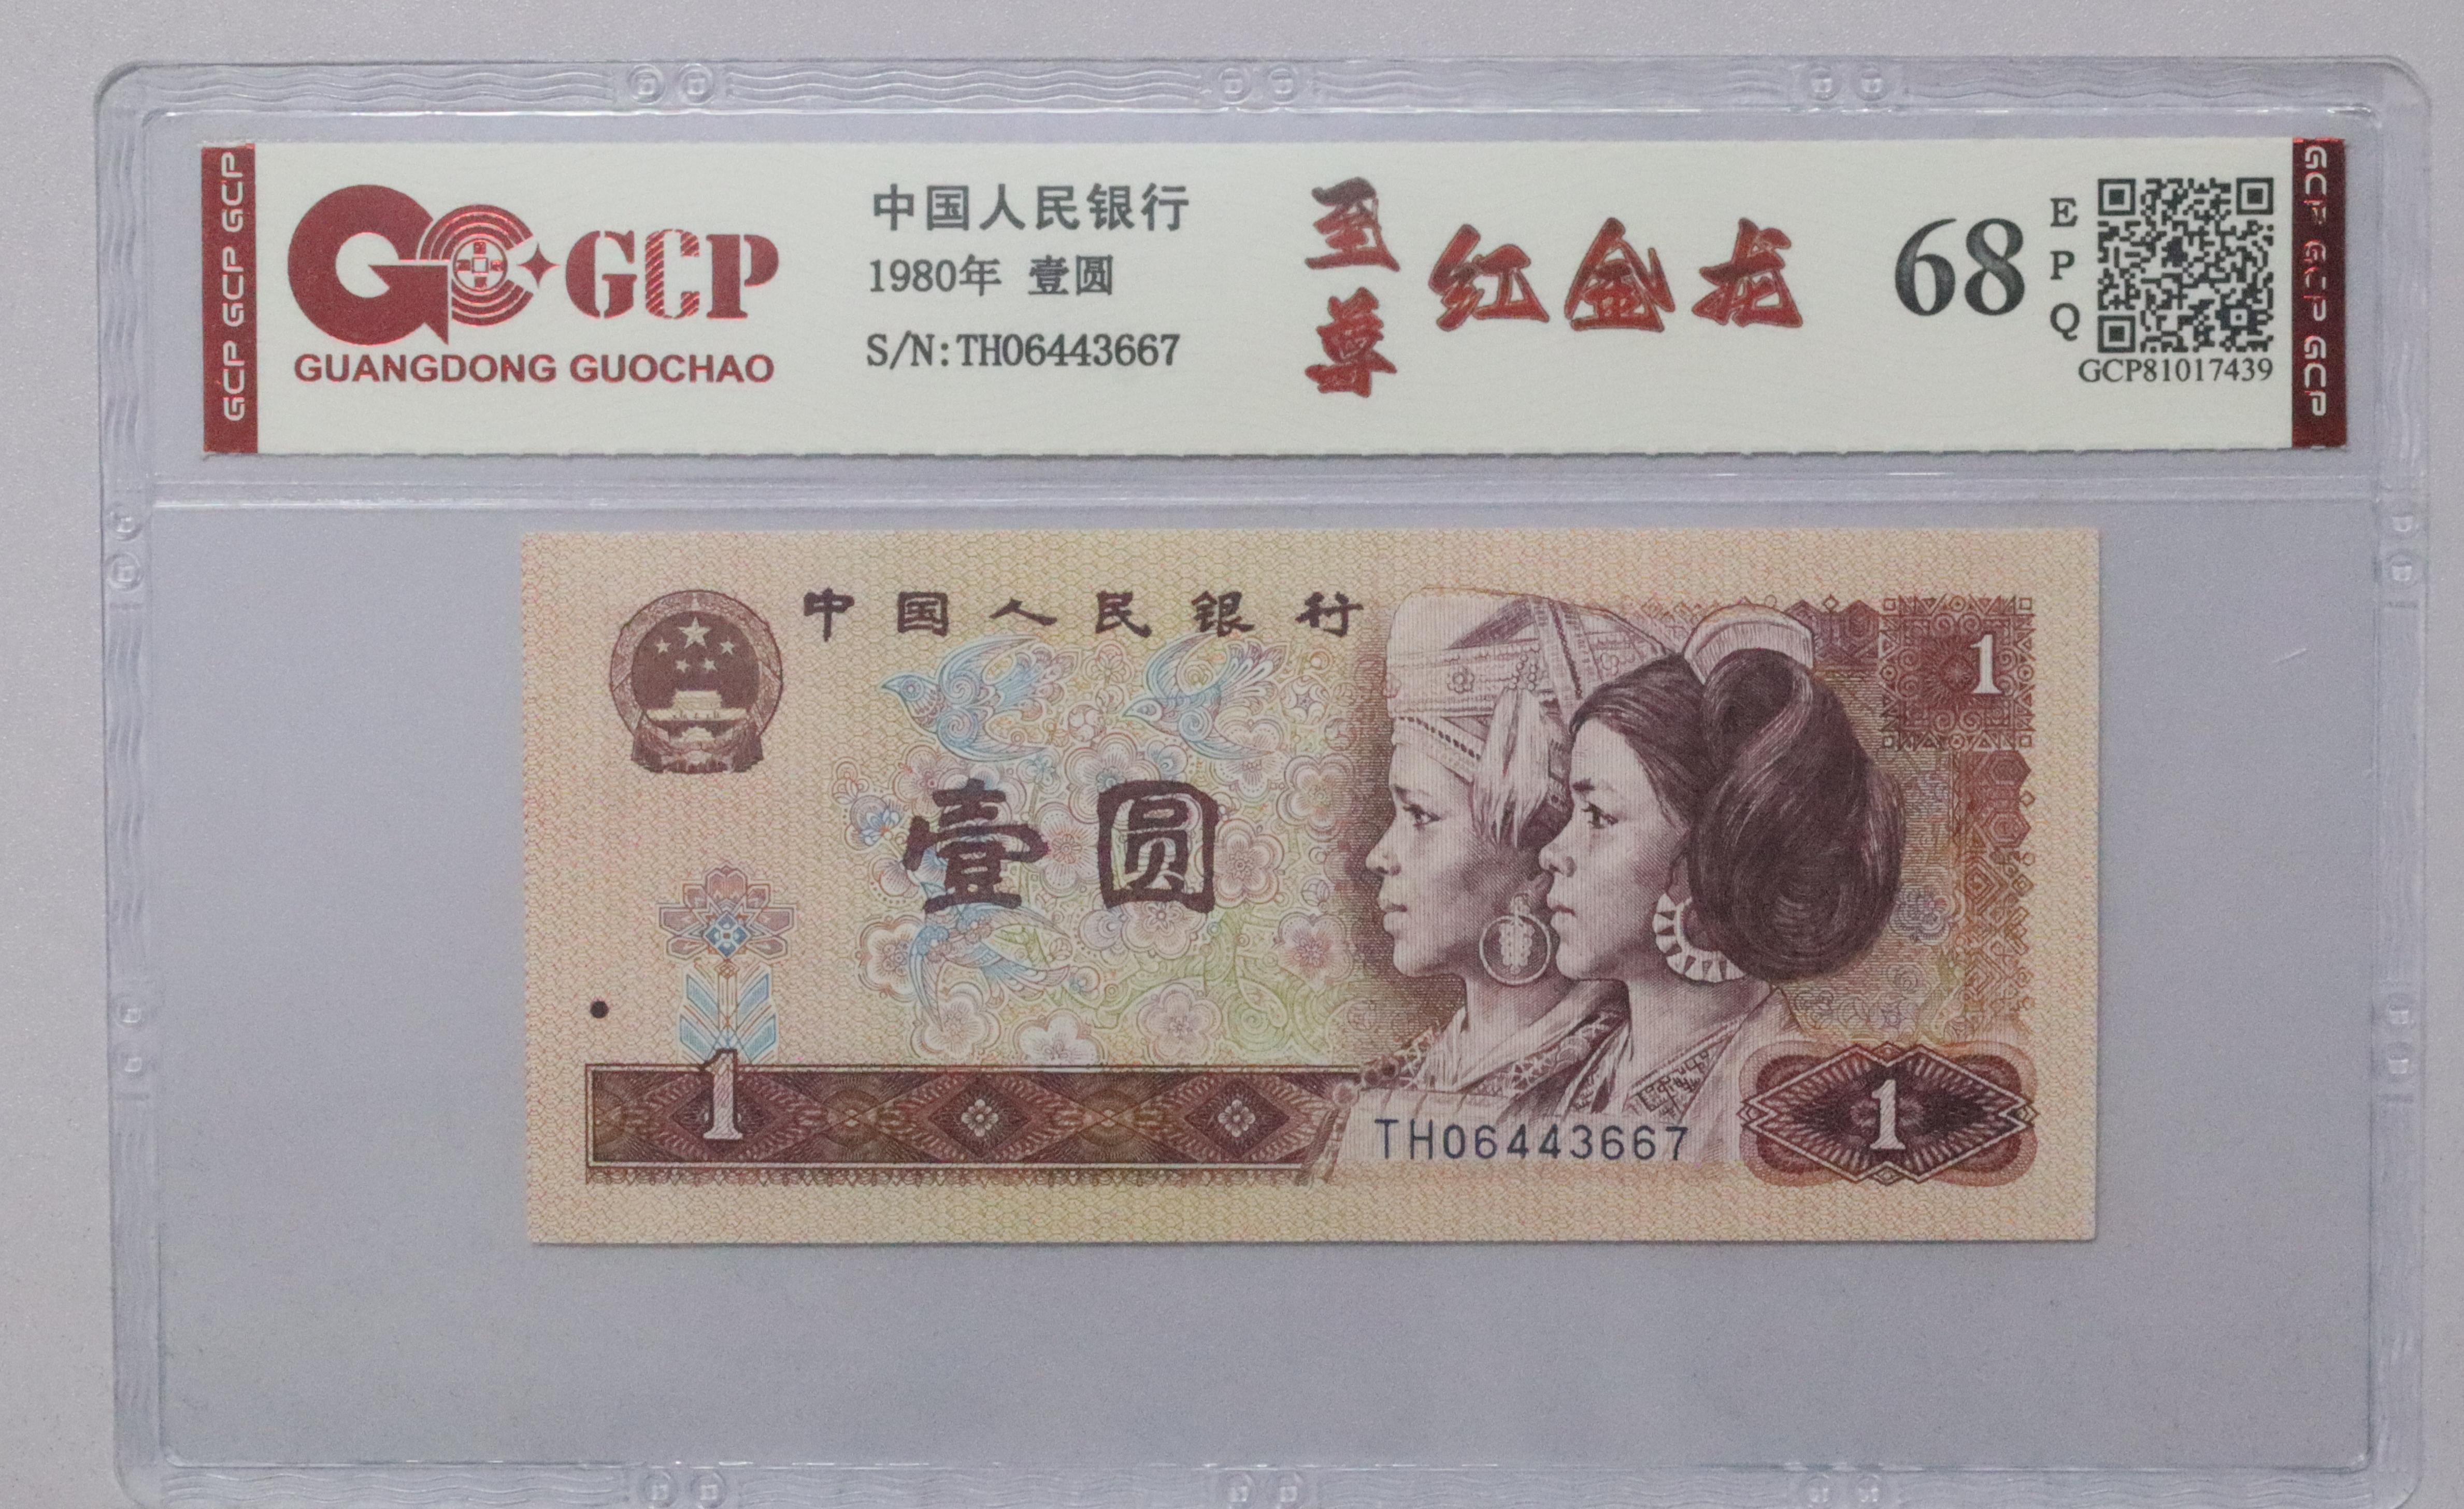 GCP GCP GCP
GCP
GUANGDONG GUOCHAO
中国人民银行
1980年 壹圆
S/N:TH06443667
至尊
红金龙
68
EPQ
GCP81017439
GCP GCP GCP
中国人民银行
1
壹圆
1
TH06443667
1